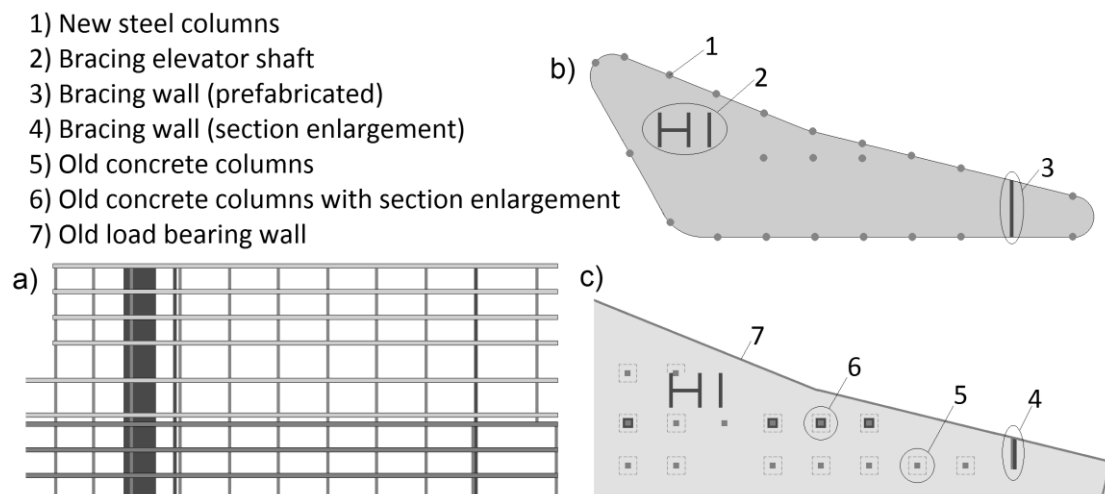 1) New steel columns
2) Bracing elevator shaft
3) Bracing wall (prefabricated)
4) Bracing wall (section enlargement)
5) Old concrete columns
6) Old concrete columns with section enlargement
7) Old load bearing wall
b)
1
2
3
a)
c)
7
6
5
4